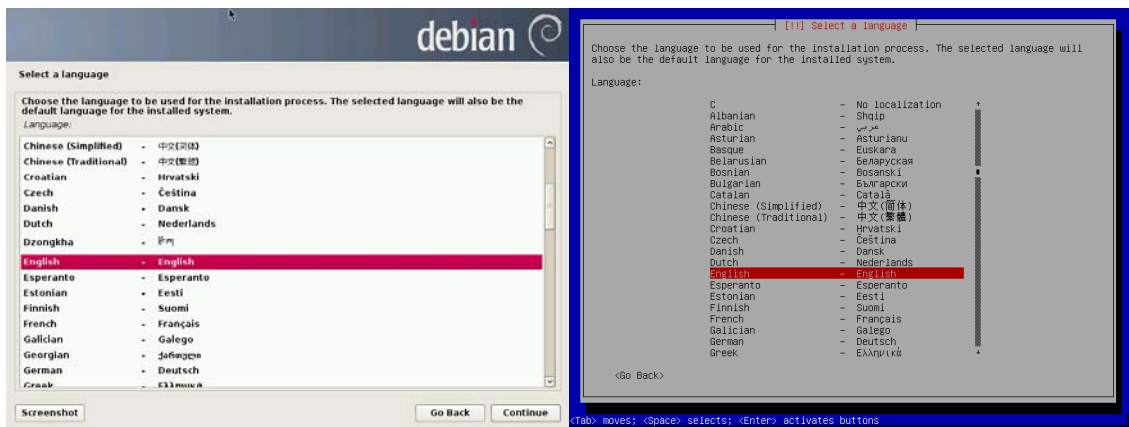 debian
Select a language
Choose the language to be used for the installation process. The selected language will also be the
default language for the installed system.
Language:
Chinese (Simplified) - 中文(简体)
Chinese (Traditional) - 中文(繁體)
Croatian - Hrvatski
Czech - Čeština
Danish - Dansk
Dutch - Nederlands
Dzongkha - རྫོང་ཁ
English - English
Esperanto - Esperanto
Estonian - Eesti
Finnish - Suomi
French - Français
Galician - Galego
Georgian - ქართული
German - Deutsch
Greek - Ελληνικά
Screenshot
Go Back
Continue
[!!] Select a language
Choose the language to be used for the installation process. The selected language will
also be the default language for the installed system.
Language:
C - No localization
Albanian - Shqip
Arabic - عربي
Asturian - Asturianu
Basque - Euskara
Belarusian - Беларуская
Bosnian - Bosanski
Bulgarian - Български
Catalan - Català
Chinese (Simplified) - 中文(简体)
Chinese (Traditional) - 中文(繁體)
Croatian - Hrvatski
Czech - Čeština
Danish - Dansk
Dutch - Nederlands
English - English
Esperanto - Esperanto
Estonian - Eesti
Finnish - Suomi
French - Français
Galician - Galego
German - Deutsch
Greek - Ελληνικά
<Go Back>
<Tab> moves; <Space> selects; <Enter> activates buttons